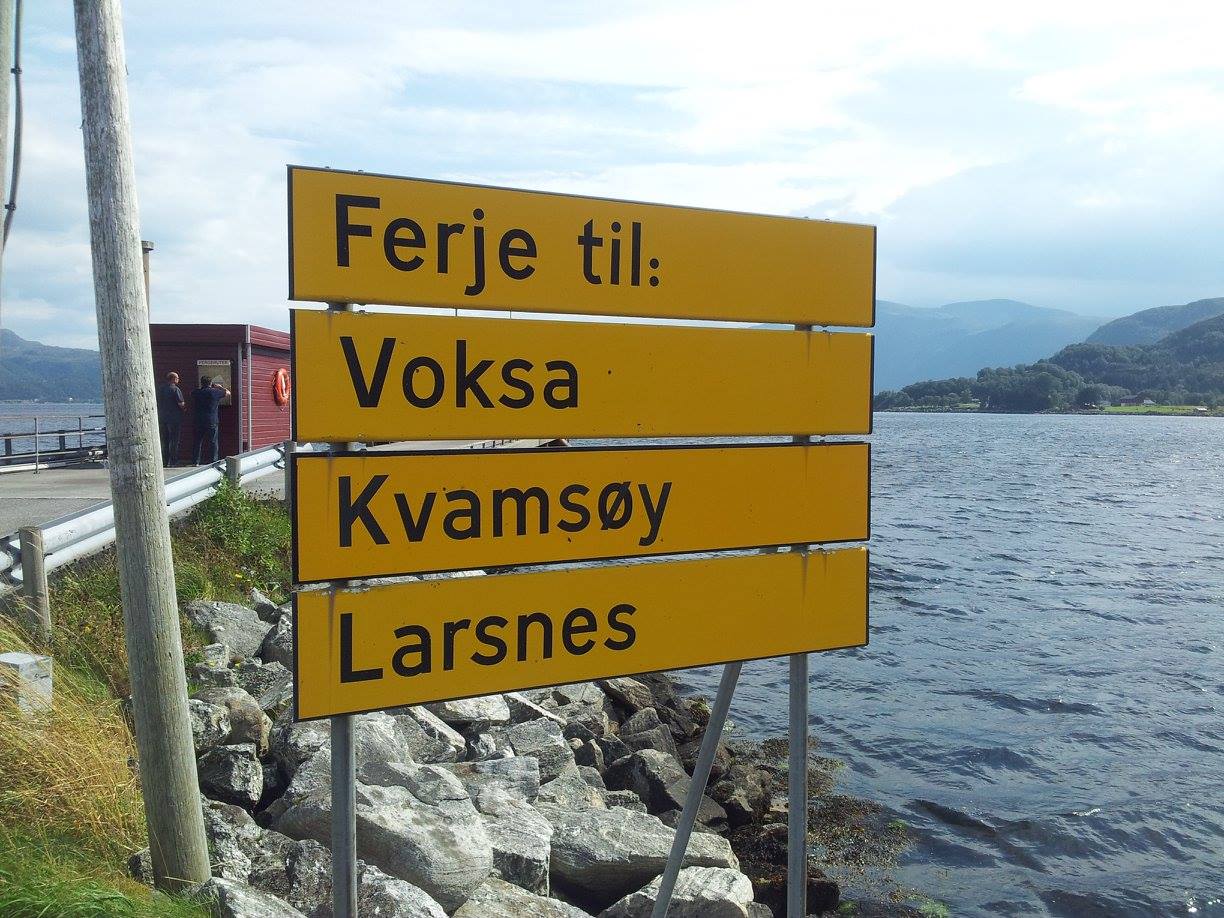 Ferje til:
Voksa
Kvamsøy
Larsnes